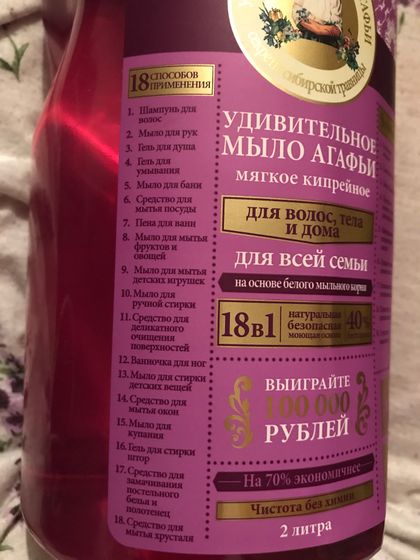 сибирской травницы
18 СПОСОБОВ
ПРИМЕНЕНИЯ
1. Шампунь для
волос
2. Мыло для рук
3. Гель для душа
4. Гель для
умывания
5. Мыло для бани
6. Средство для
мытья посуды
7. Пена для ванн
8. Мыло для мытья
фруктов и
овощей
9. Мыло для мытья
детских игрушек
10. Мыло для
ручной стирки
11. Средство для
деликатного
очищения
поверхностей
12. Ванночка для ног
13. Мыло для стирки
детских вещей
14. Средство для
мытья окон
15. Мыло для
купания
16. Гель для стирки
штор
17. Средство для
замачивания
постельного
белья и
полотенец
18. Средство для
мытья хрусталя
УДИВИТЕЛЬНОЕ
МЫЛО АГАФЬИ
мягкое кипрейное
для волос, тела
и дома
для всей семьи
на основе белого мыльного корня
18 в 1
натуральная
безопасная
моющая основа
40
ВЫИГРАЙТЕ
100 000
РУБЛЕЙ
На 70% экономичнее
Чистота без химии
2 литра